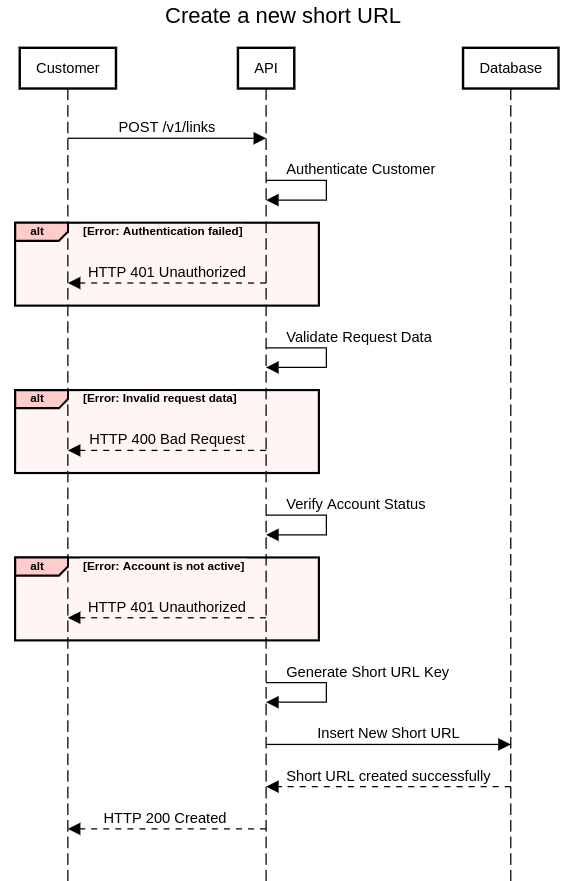 Create a new short URL
Customer
API
Database
POST /v1/links
Authenticate Customer
alt
[Error: Authentication failed]
HTTP 401 Unauthorized
Validate Request Data
alt
[Error: Invalid request data]
HTTP 400 Bad Request
Verify Account Status
alt
[Error: Account is not active]
HTTP 401 Unauthorized
Generate Short URL Key
Insert New Short URL
Short URL created successfully
HTTP 200 Created